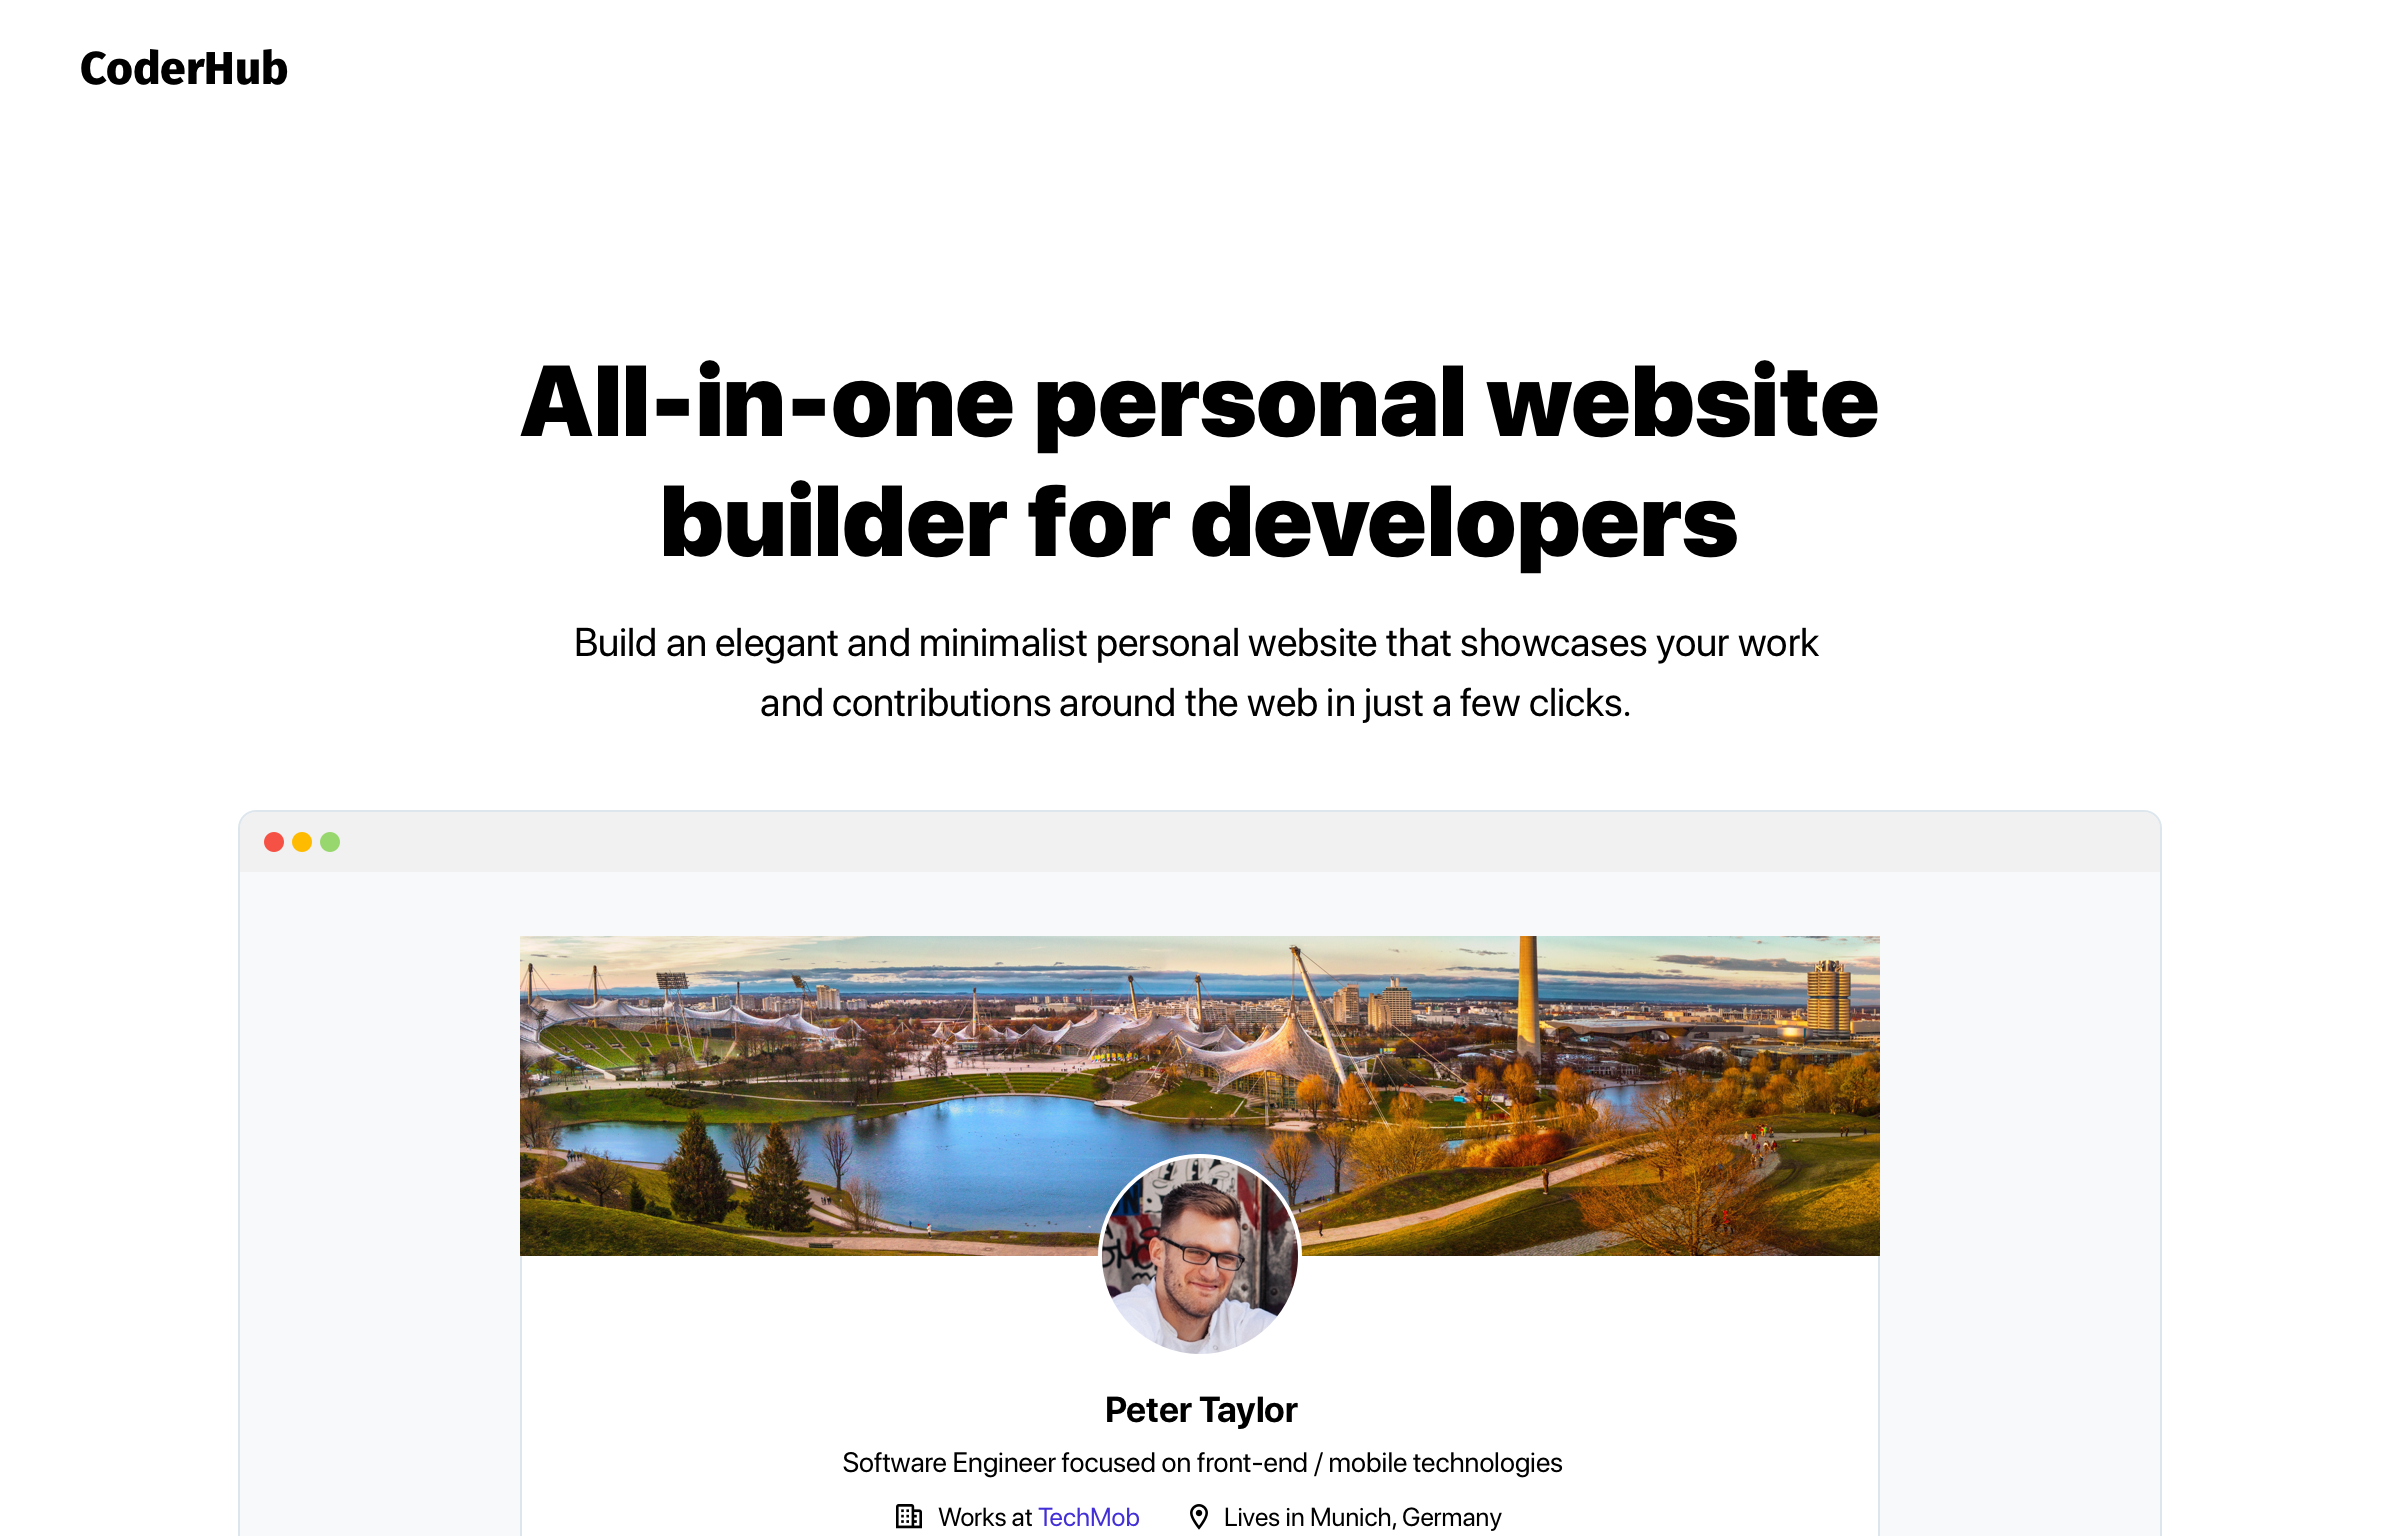 CoderHub
All-in-one personal website
builder for developers
Build an elegant and minimalist personal website that showcases your work
and contributions around the web in just a few clicks.
Peter Taylor
Software Engineer focused on front-end / mobile technologies
Works at TechMob
Lives in Munich, Germany